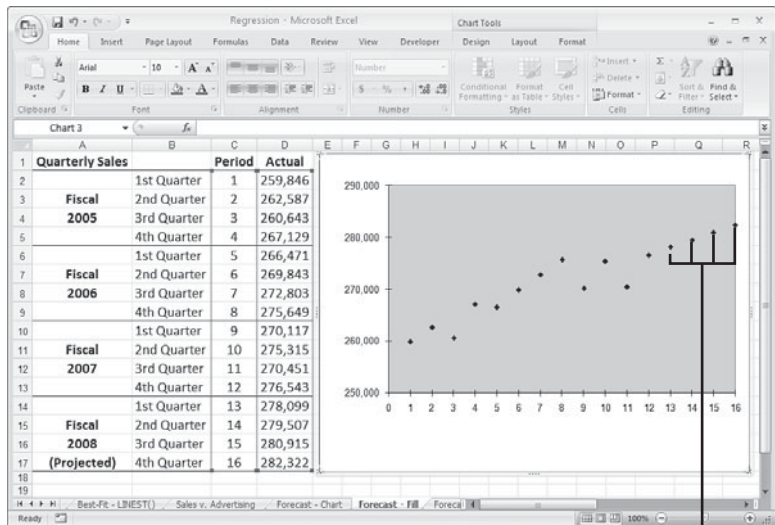 Regression - Microsoft Excel
Chart Tools
Home Insert Page Layout Formulas Data Review View Developer Design Layout Format
Paste
Arial
10
B I U
Number
$ % ,
Conditional Formatting
Format as Table
Cell Styles
Insert
Delete
Format
Sort & Filter
Find & Select
Clipboard Font Alignment Number Styles Cells Editing
Chart 3
fx
A B C D E F G H I J K L M N O P Q R
1 Quarterly Sales Period Actual
2 1st Quarter 1 259,846
3 Fiscal 2nd Quarter 2 262,587
4 2005 3rd Quarter 3 260,643
5 4th Quarter 4 267,129
6 1st Quarter 5 266,471
7 Fiscal 2nd Quarter 6 269,843
8 2006 3rd Quarter 7 272,803
9 4th Quarter 8 275,649
10 1st Quarter 9 270,117
11 Fiscal 2nd Quarter 10 275,315
12 2007 3rd Quarter 11 270,451
13 4th Quarter 12 276,543
14 1st Quarter 13 278,099
15 Fiscal 2nd Quarter 14 279,507
16 2008 3rd Quarter 15 280,915
17 (Projected) 4th Quarter 16 282,322
18
19
290,000
280,000
270,000
260,000
250,000
0 1 2 3 4 5 6 7 8 9 10 11 12 13 14 15 16
Best-Fit - LINEST() Sales v. Advertising Forecast - Chart Forecast - Fill Foreca
Ready
100%